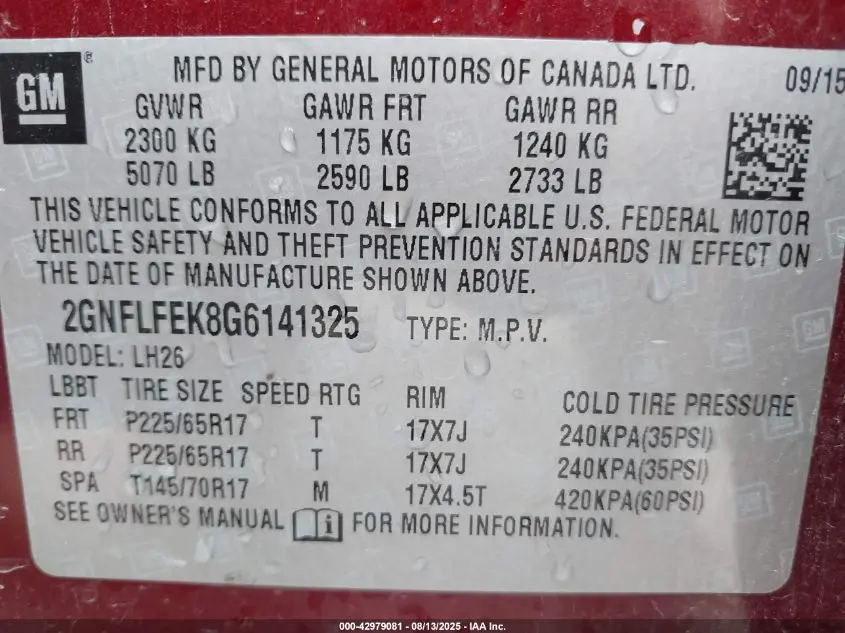 GM
MFD BY GENERAL MOTORS OF CANADA LTD. 09/15
GVWR GAWR FRT GAWR RR
2300 KG 1175 KG 1240 KG
5070 LB 2590 LB 2733 LB
THIS VEHICLE CONFORMS TO ALL APPLICABLE U.S. FEDERAL MOTOR
VEHICLE SAFETY AND THEFT PREVENTION STANDARDS IN EFFECT ON
THE DATE OF MANUFACTURE SHOWN ABOVE.
2GNFLFEK8G6141325 TYPE: M.P.V.
MODEL: LH26
LBBT TIRE SIZE SPEED RTG RIM COLD TIRE PRESSURE
FRT P225/65R17 T 17X7J 240KPA(35PSI)
RR P225/65R17 T 17X7J 240KPA(35PSI)
SPA T145/70R17 M 17X4.5T 420KPA(60PSI)
SEE OWNER'S MANUAL i FOR MORE INFORMATION.
000-42979081 - 08/13/2025 - IAA Inc.